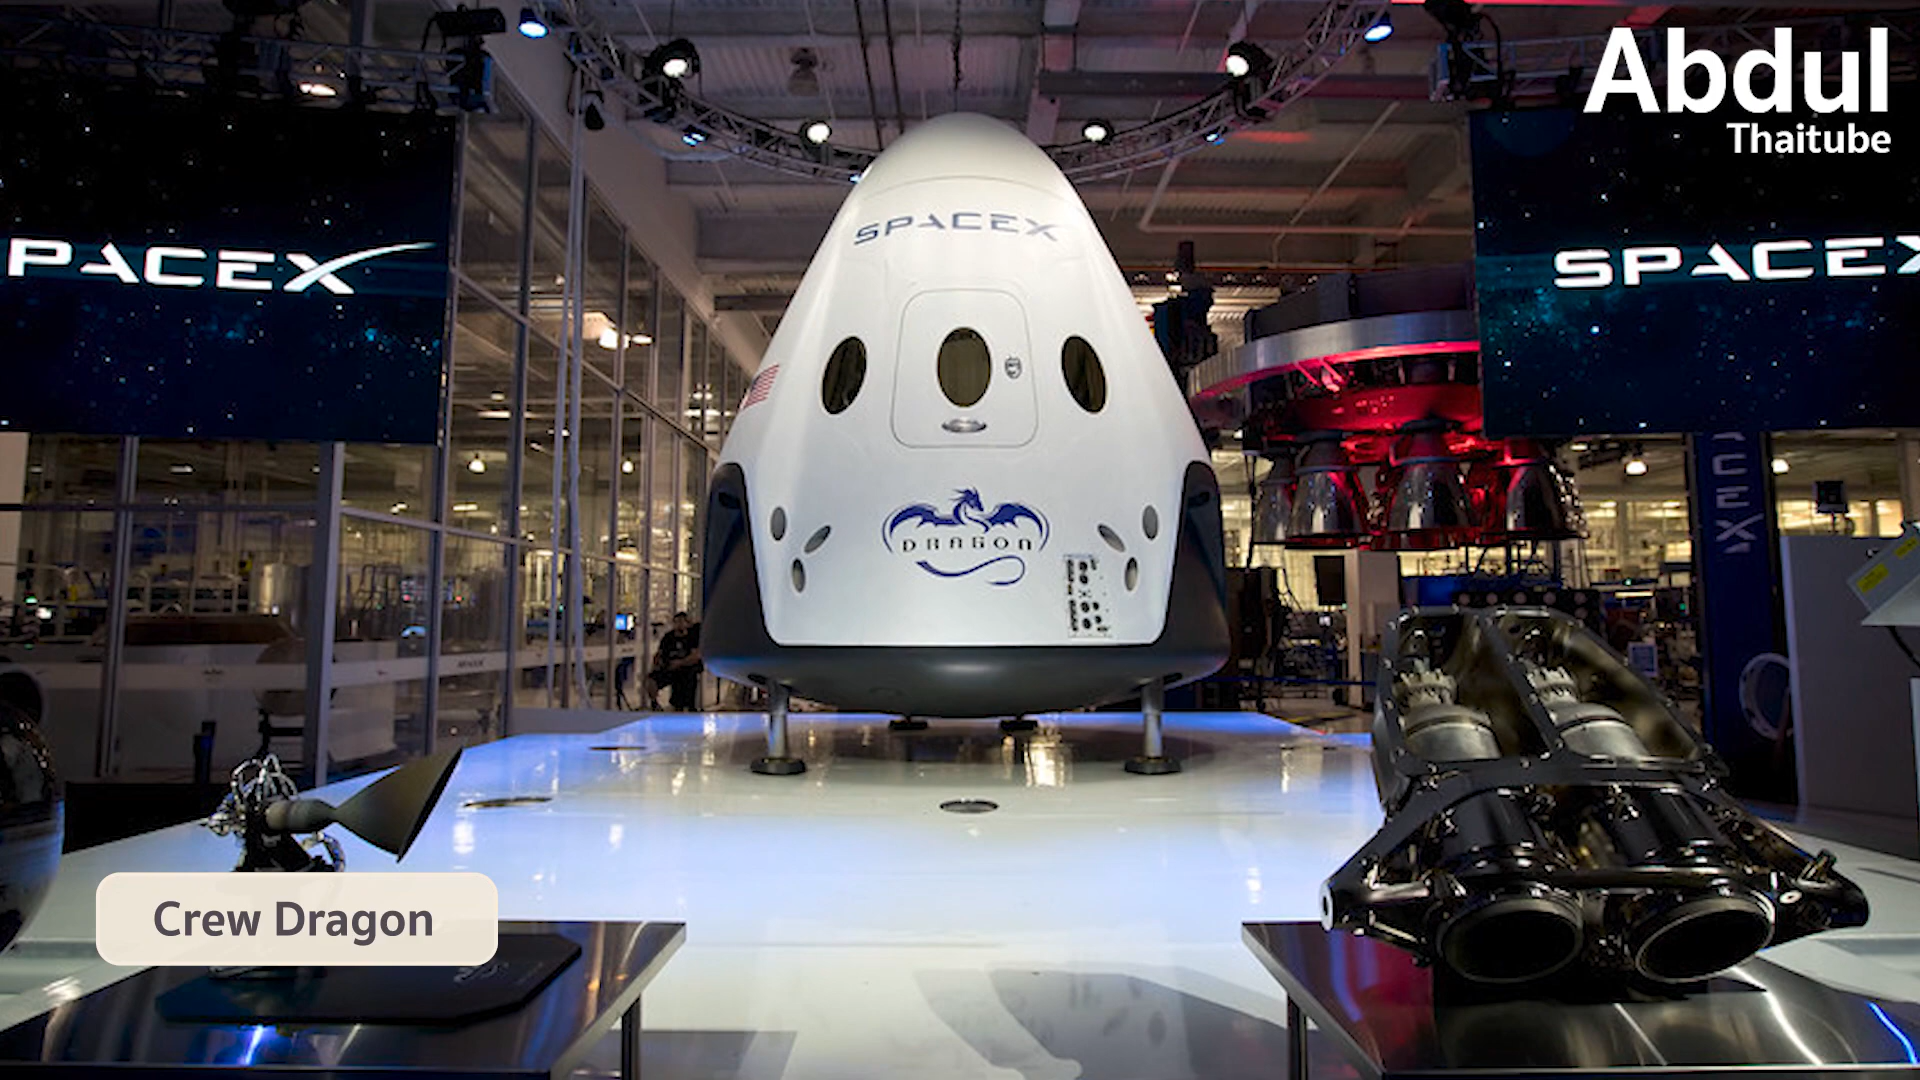 Abdul
Thaitube
SPACEX
SPACEX
SPACEX
DRAGON
Crew Dragon